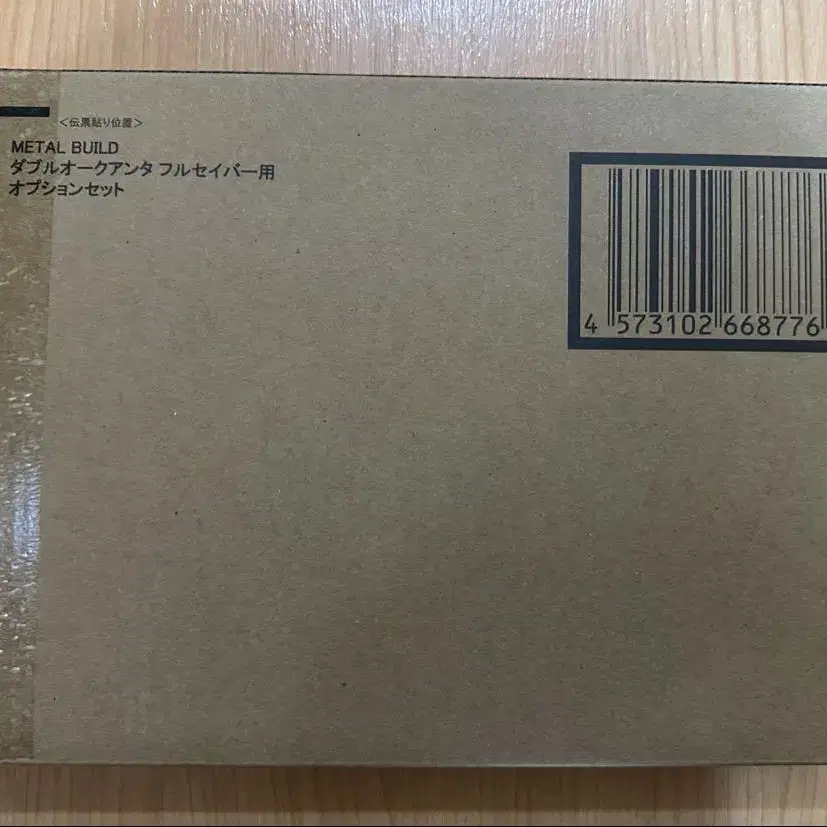 <伝票貼り位置>
METAL BUILD
ダブルオークアンタ フルセイバー用
オプションセット
4 573102 668776